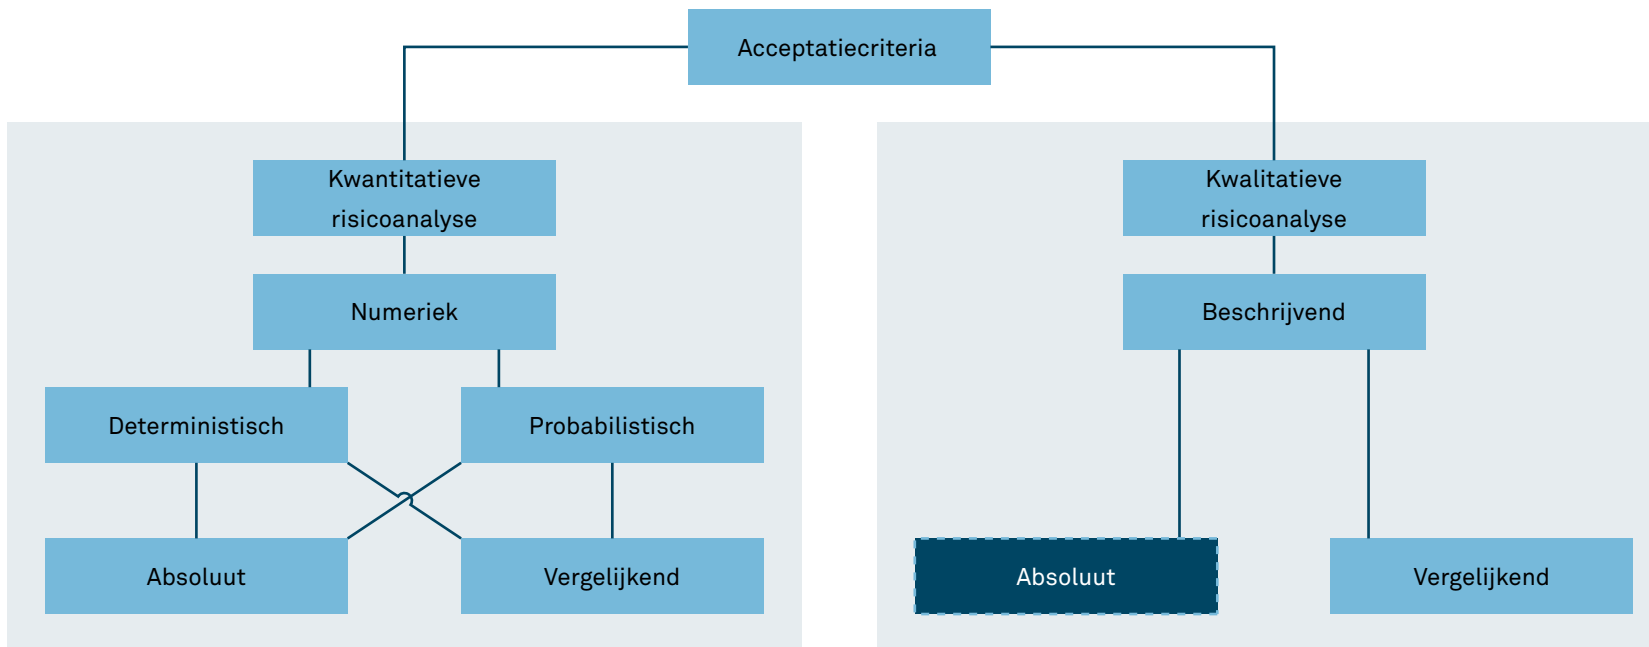 Acceptatiecriteria
Kwantitatieve
risicoanalyse
Numeriek
Deterministisch
Probabilistisch
Absoluut
Vergelijkend
Kwalitatieve
risicoanalyse
Beschrijvend
Absoluut
Vergelijkend